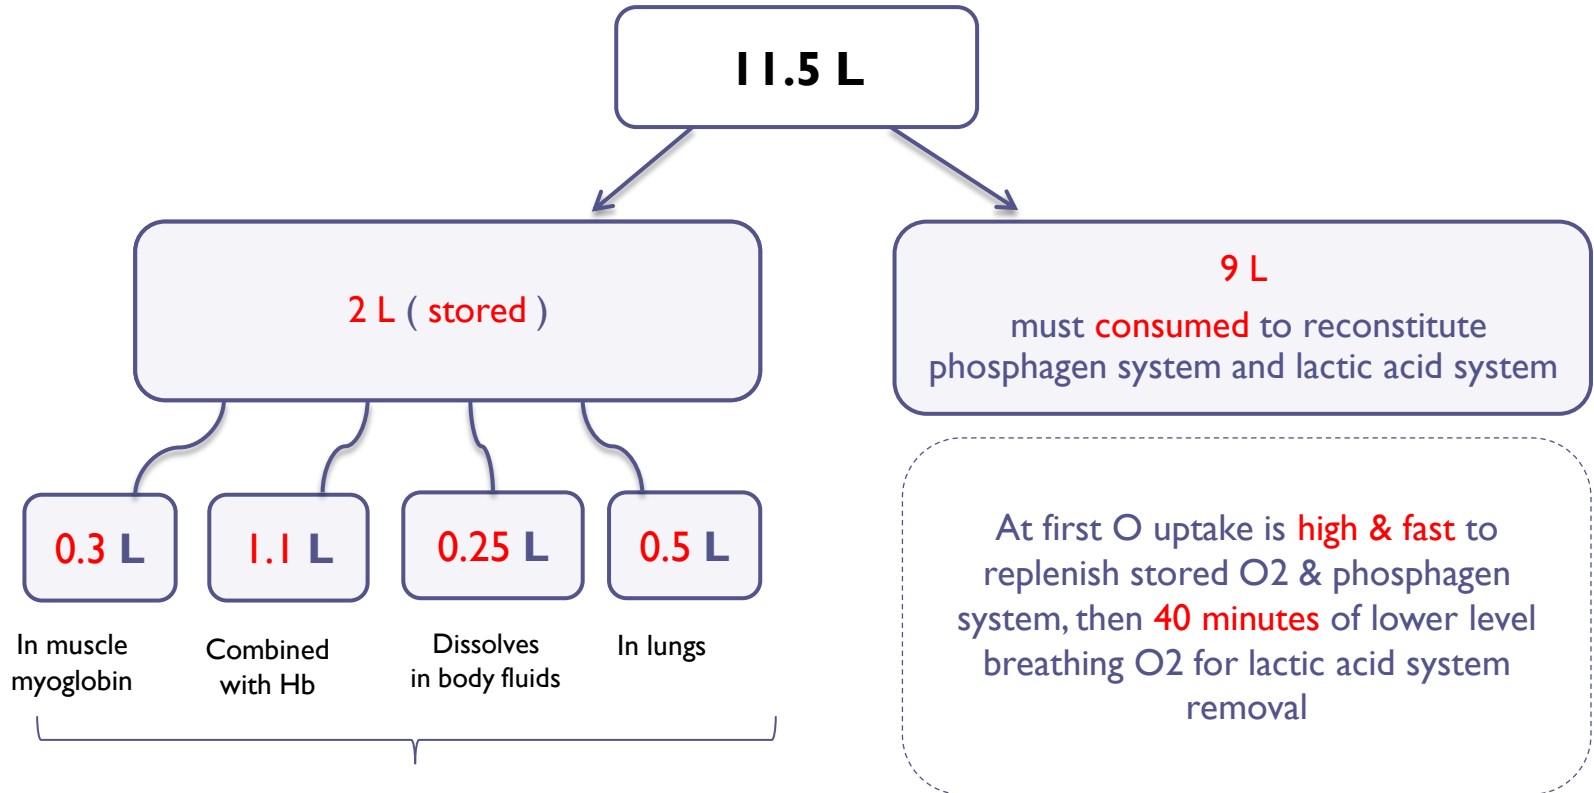 11.5 L
2 L ( stored )
9 L
must consumed to reconstitute
phosphagen system and lactic acid system
0.3 L
1.1 L
0.25 L
0.5 L
In muscle
myoglobin
Combined
with Hb
Dissolves
in body fluids
In lungs
At first O uptake is high & fast to
replenish stored O2 & phosphagen
system, then 40 minutes of lower level
breathing O2 for lactic acid system
removal